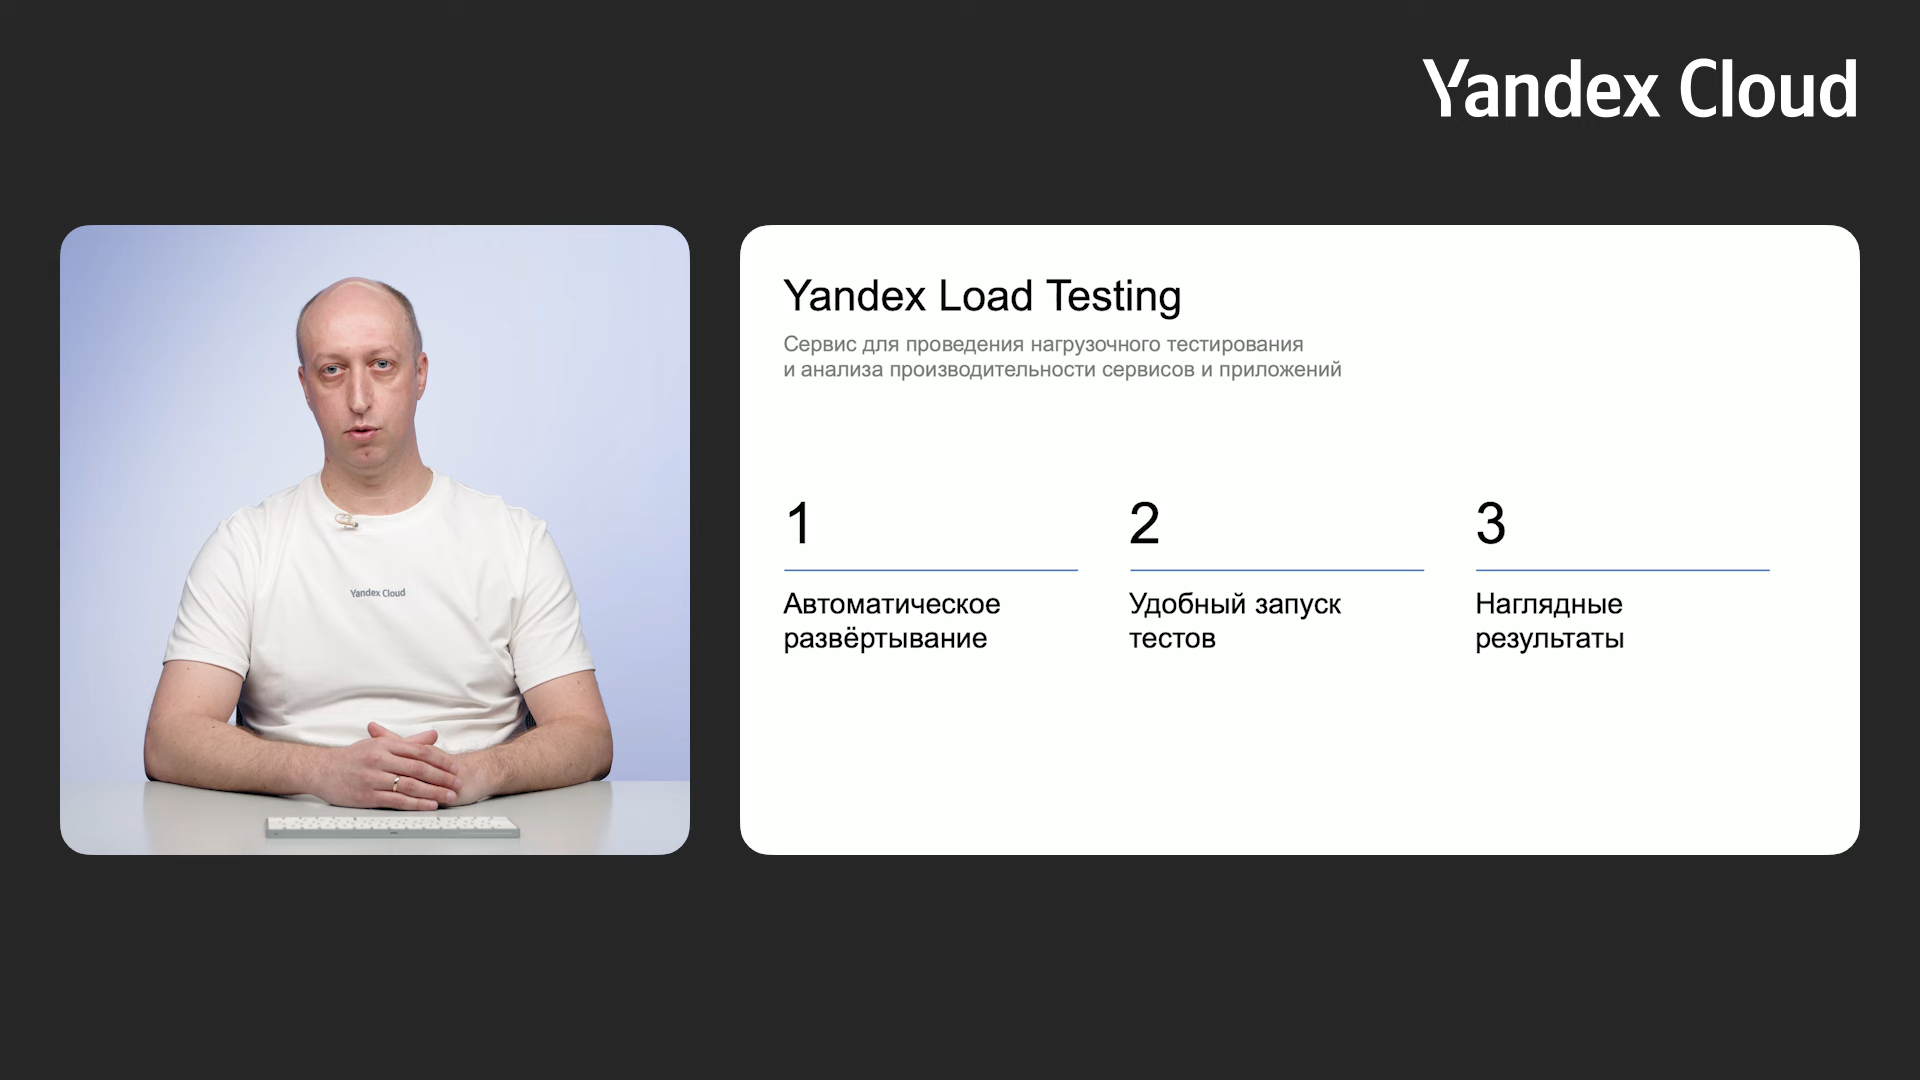 Yandex Cloud
Yandex Cloud
Yandex Load Testing
Сервис для проведения нагрузочного тестирования
и анализа производительности сервисов и приложений
1
Автоматическое
развёртывание
2
Удобный запуск
тестов
3
Наглядные
результаты